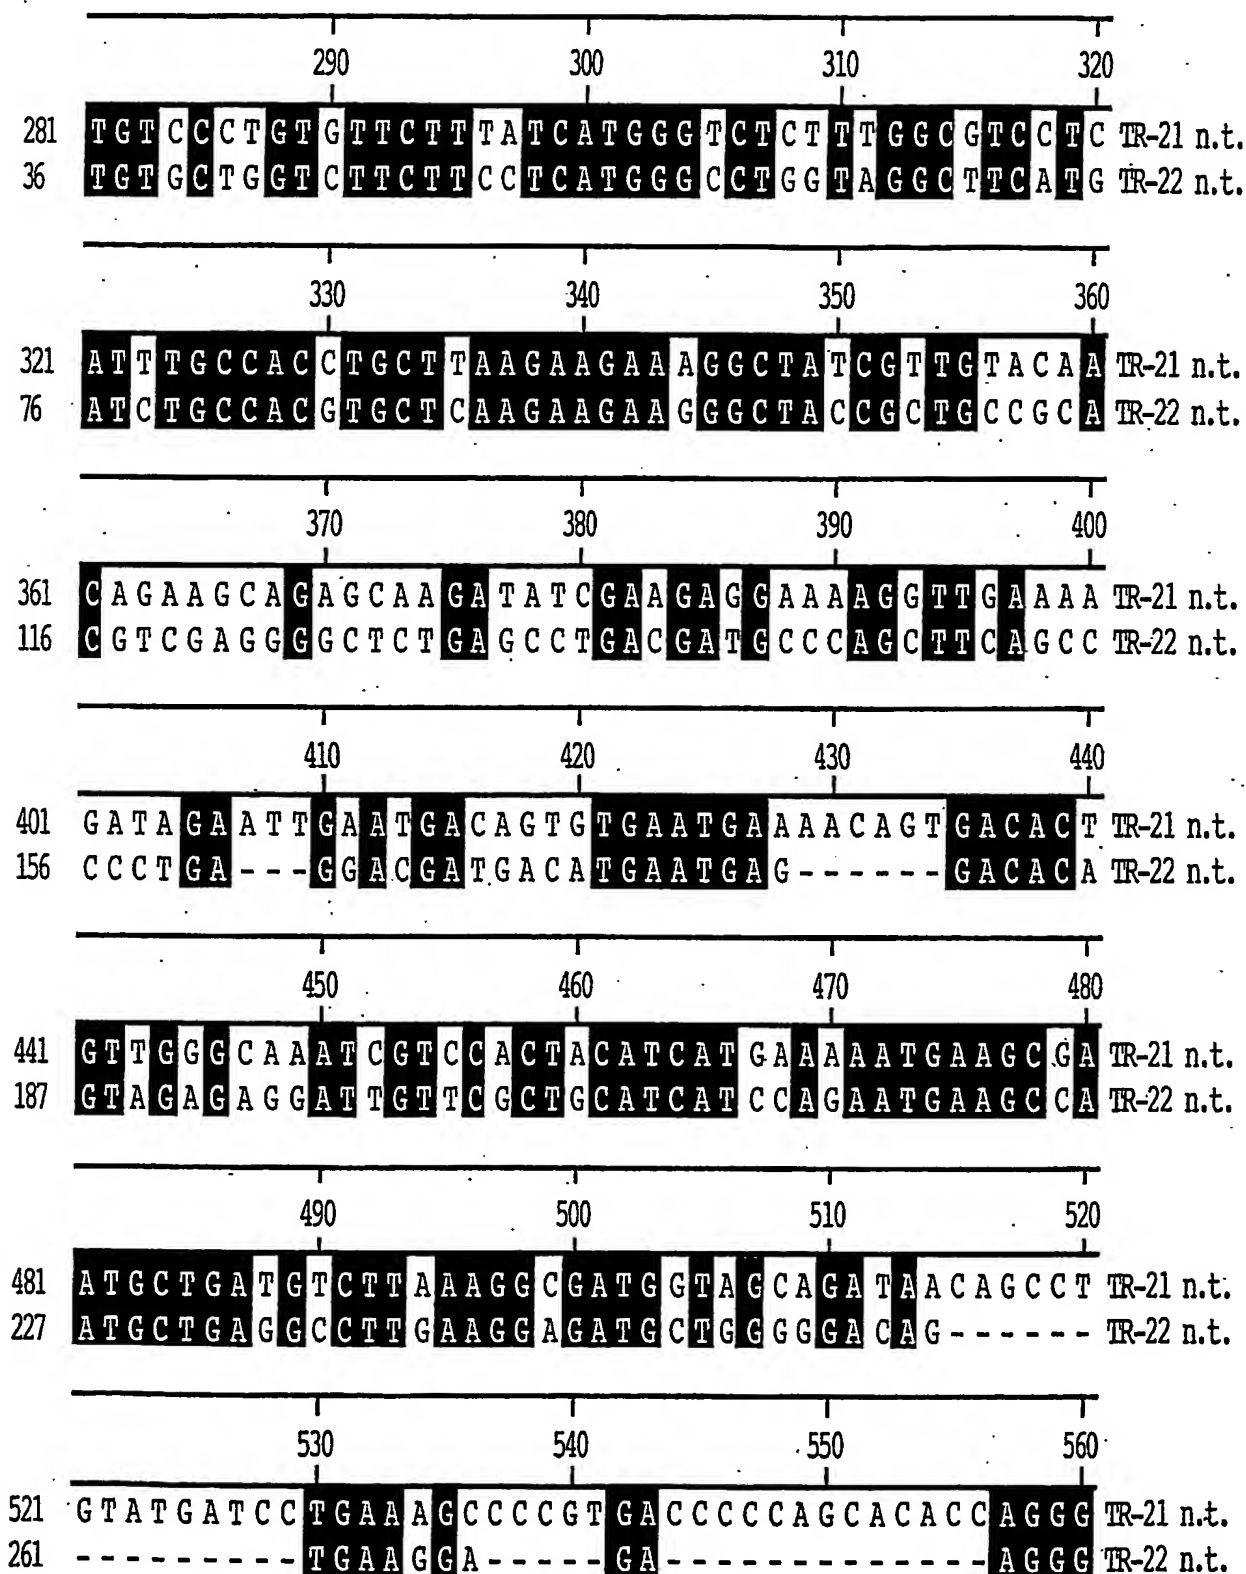 290 300 310 320
281 TGTCCCTGTGTTCTTTATCATGGGTCTCTTTGGCGTCCTC TR-21 n.t.
36 TGTGCTGGTCTTCTTCCTCATGGGCCTGGTAGGCTTCATG TR-22 n.t.
330 340 350 360
321 ATTTGCCACCTGCTTAAGAAGAAAGGCTATCGTTGTACAA TR-21 n.t.
76 ATCTGCCACGTGCTCAAGAAGAAGGGCTACCGCTGCCGCA TR-22 n.t.
370 380 390 400
361 CAGAAGCAGAGCAAGATATCGAAGAGGAAAAGGTTGAAAA TR-21 n.t.
116 CGTCGAGGGGCTCTGAGCCTGACGATGCCCAGCTTCAGCC TR-22 n.t.
410 420 430 440
401 GATAGAATTGAATGACAGTGTGAATGAAAACAGTGACACT TR-21 n.t.
156 CCCTGA---GGACGATGACATGAATGAG------GACACA TR-22 n.t.
450 460 470 480
441 GTTGGGCAAATCGTCCACTACATCATGAAAAATGAAGCGA TR-21 n.t.
187 GTAGAGAGGATTGTTCGCTGCATCATCCAGAATGAAGCCA TR-22 n.t.
490 500 510 520
481 ATGCTGATGTCTTAAAGGCGATGGTAGCAGATAACAGCCT TR-21 n.t.
227 ATGCTGAGGCCTTGAAGGAGATGCTGGGGGACAG------ TR-22 n.t.
530 540 550 560
521 GTATGATCCTGAAAGCCCCGTGACCCCCAGCACACCAGGG TR-21 n.t.
261 ---------TGAAGGA-----GA-------------AGGG TR-22 n.t.